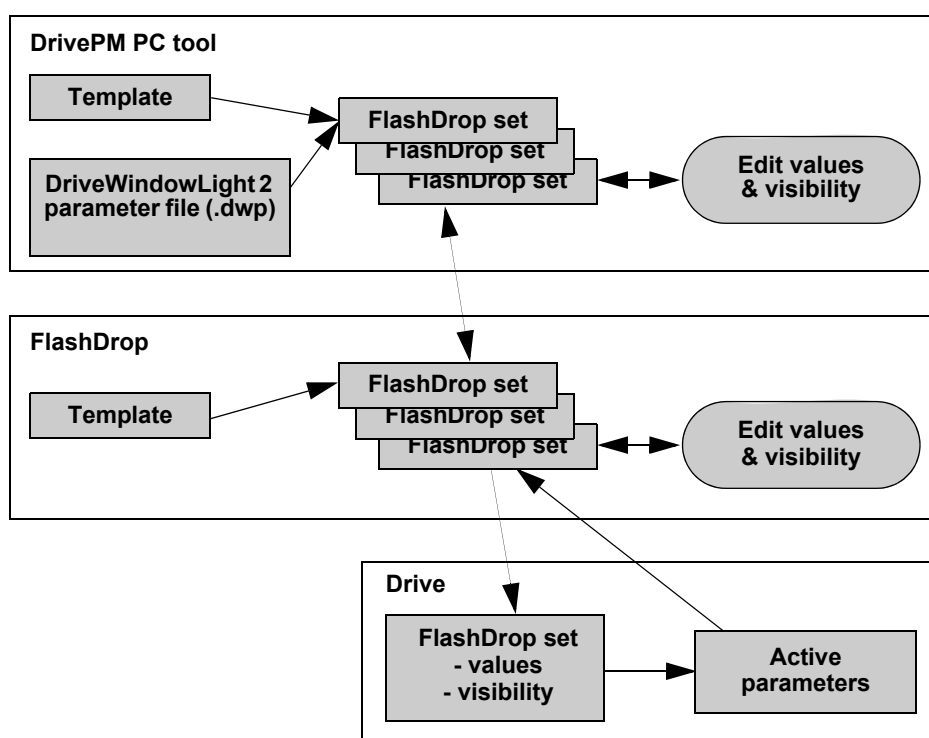 DrivePM PC tool
Template
FlashDrop set
FlashDrop set
FlashDrop set
DriveWindowLight 2
parameter file (.dwp)
Edit values
& visibility
FlashDrop
Template
FlashDrop set
FlashDrop set
FlashDrop set
Edit values
& visibility
Drive
FlashDrop set
- values
- visibility
Active
parameters